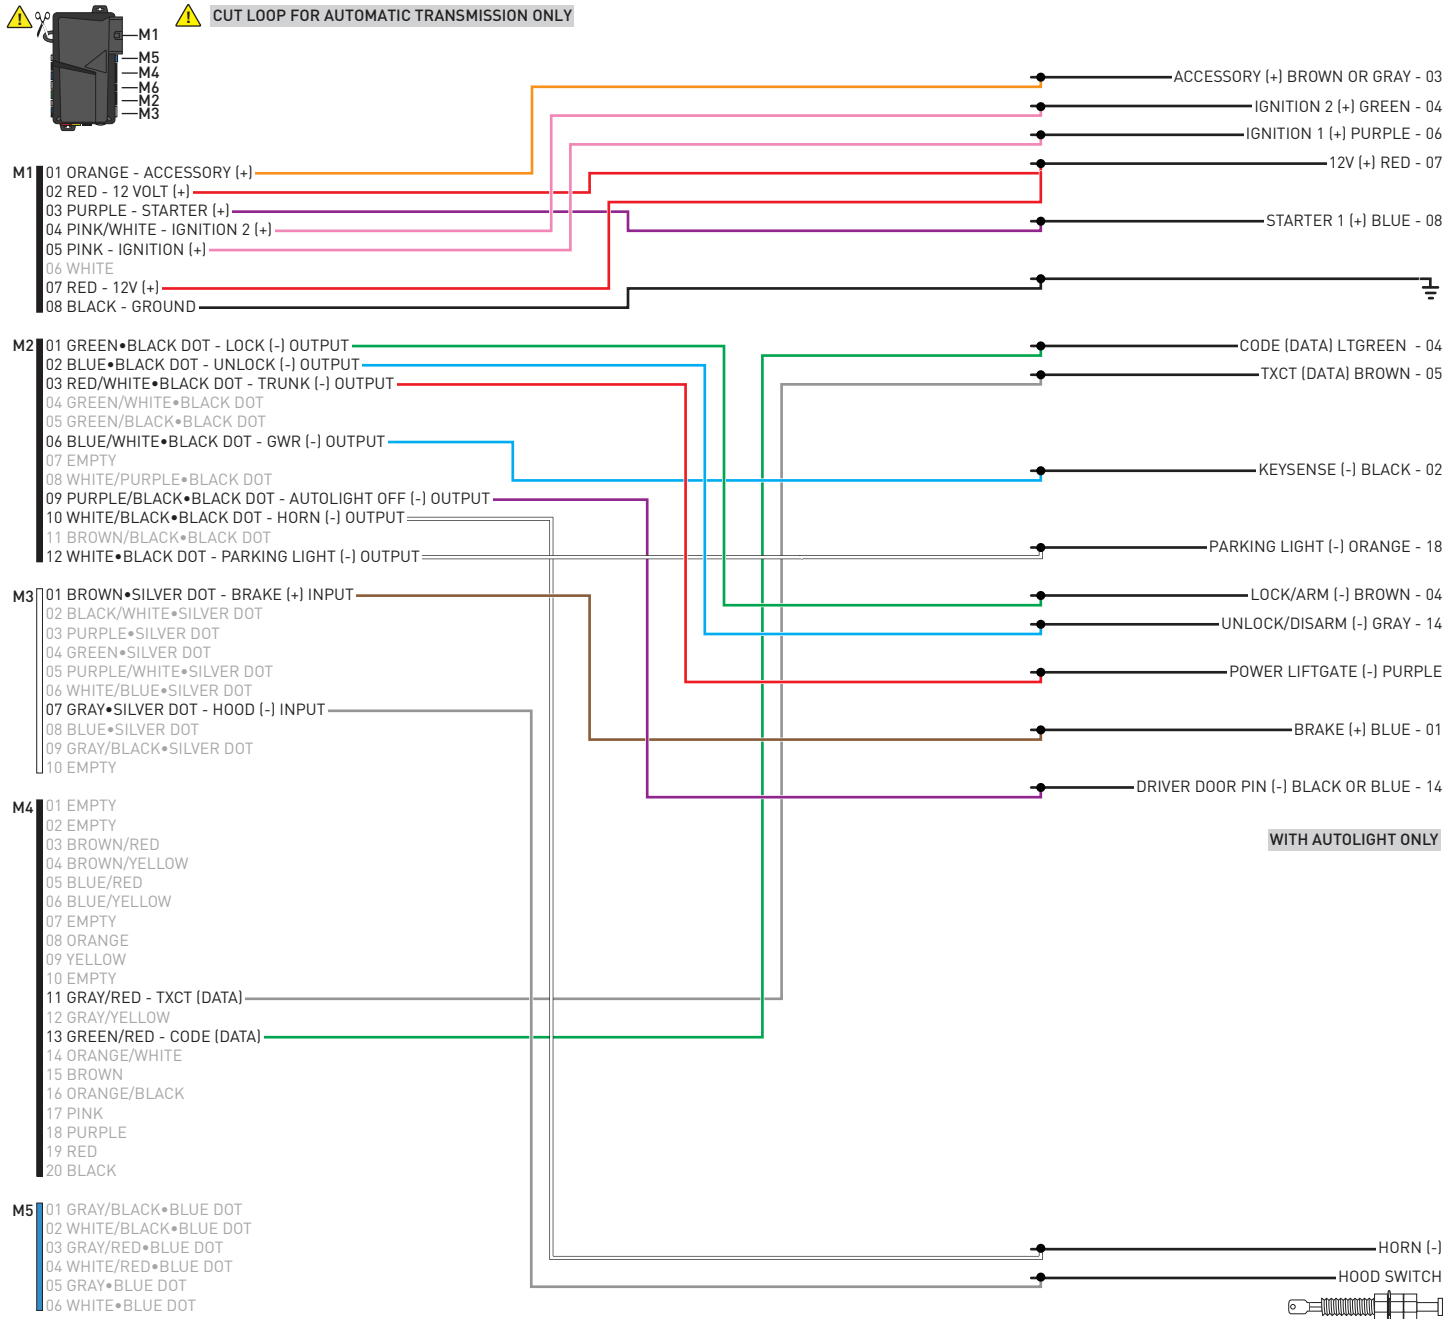 CUT LOOP FOR AUTOMATIC TRANSMISSION ONLY
M1
M5
M4
M6
M2
M3
M1
01 ORANGE - ACCESSORY (+)
02 RED - 12 VOLT (+)
03 PURPLE - STARTER (+)
04 PINK/WHITE - IGNITION 2 (+)
05 PINK - IGNITION (+)
06 WHITE
07 RED - 12V (+)
08 BLACK - GROUND
M2
01 GREEN•BLACK DOT - LOCK (-) OUTPUT
02 BLUE•BLACK DOT - UNLOCK (-) OUTPUT
03 RED/WHITE•BLACK DOT - TRUNK (-) OUTPUT
04 GREEN/WHITE•BLACK DOT
05 GREEN/BLACK•BLACK DOT
06 BLUE/WHITE•BLACK DOT - GWR (-) OUTPUT
07 EMPTY
08 WHITE/PURPLE•BLACK DOT
09 PURPLE/BLACK•BLACK DOT - AUTOLIGHT OFF (-) OUTPUT
10 WHITE/BLACK•BLACK DOT - HORN (-) OUTPUT
11 BROWN/BLACK•BLACK DOT
12 WHITE•BLACK DOT - PARKING LIGHT (-) OUTPUT
M3
01 BROWN•SILVER DOT - BRAKE (+) INPUT
02 BLACK/WHITE•SILVER DOT
03 PURPLE•SILVER DOT
04 GREEN•SILVER DOT
05 PURPLE/WHITE•SILVER DOT
06 WHITE/BLUE•SILVER DOT
07 GRAY•SILVER DOT - HOOD (-) INPUT
08 BLUE•SILVER DOT
09 GRAY/BLACK•SILVER DOT
10 EMPTY
M4
01 EMPTY
02 EMPTY
03 BROWN/RED
04 BROWN/YELLOW
05 BLUE/RED
06 BLUE/YELLOW
07 EMPTY
08 ORANGE
09 YELLOW
10 EMPTY
11 GRAY/RED - TXCT (DATA)
12 GRAY/YELLOW
13 GREEN/RED - CODE (DATA)
14 ORANGE/WHITE
15 BROWN
16 ORANGE/BLACK
17 PINK
18 PURPLE
19 RED
20 BLACK
M5
01 GRAY/BLACK•BLUE DOT
02 WHITE/BLACK•BLUE DOT
03 GRAY/RED•BLUE DOT
04 WHITE/RED•BLUE DOT
05 GRAY•BLUE DOT
06 WHITE•BLUE DOT
ACCESSORY (+) BROWN OR GRAY - 03
IGNITION 2 (+) GREEN - 04
IGNITION 1 (+) PURPLE - 06
12V (+) RED - 07
STARTER 1 (+) BLUE - 08
CODE (DATA) LTGREEN - 04
TXCT (DATA) BROWN - 05
KEYSENSE (-) BLACK - 02
PARKING LIGHT (-) ORANGE - 18
LOCK/ARM (-) BROWN - 04
UNLOCK/DISARM (-) GRAY - 14
POWER LIFTGATE (-) PURPLE
BRAKE (+) BLUE - 01
DRIVER DOOR PIN (-) BLACK OR BLUE - 14
WITH AUTOLIGHT ONLY
HORN (-)
HOOD SWITCH